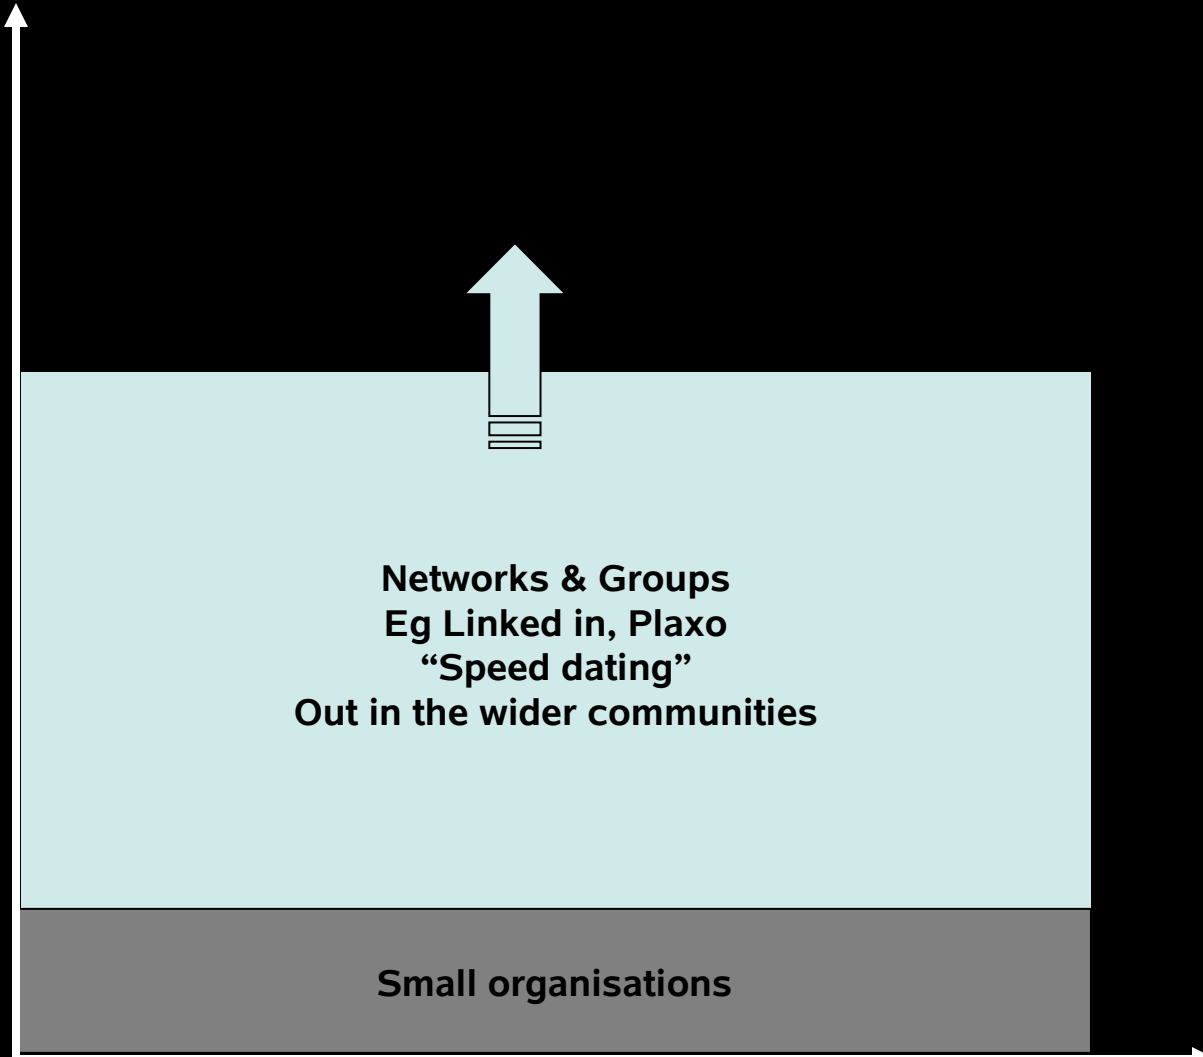 Networks & Groups
Eg Linked in, Plaxo
“Speed dating”
Out in the wider communities
Small organisations